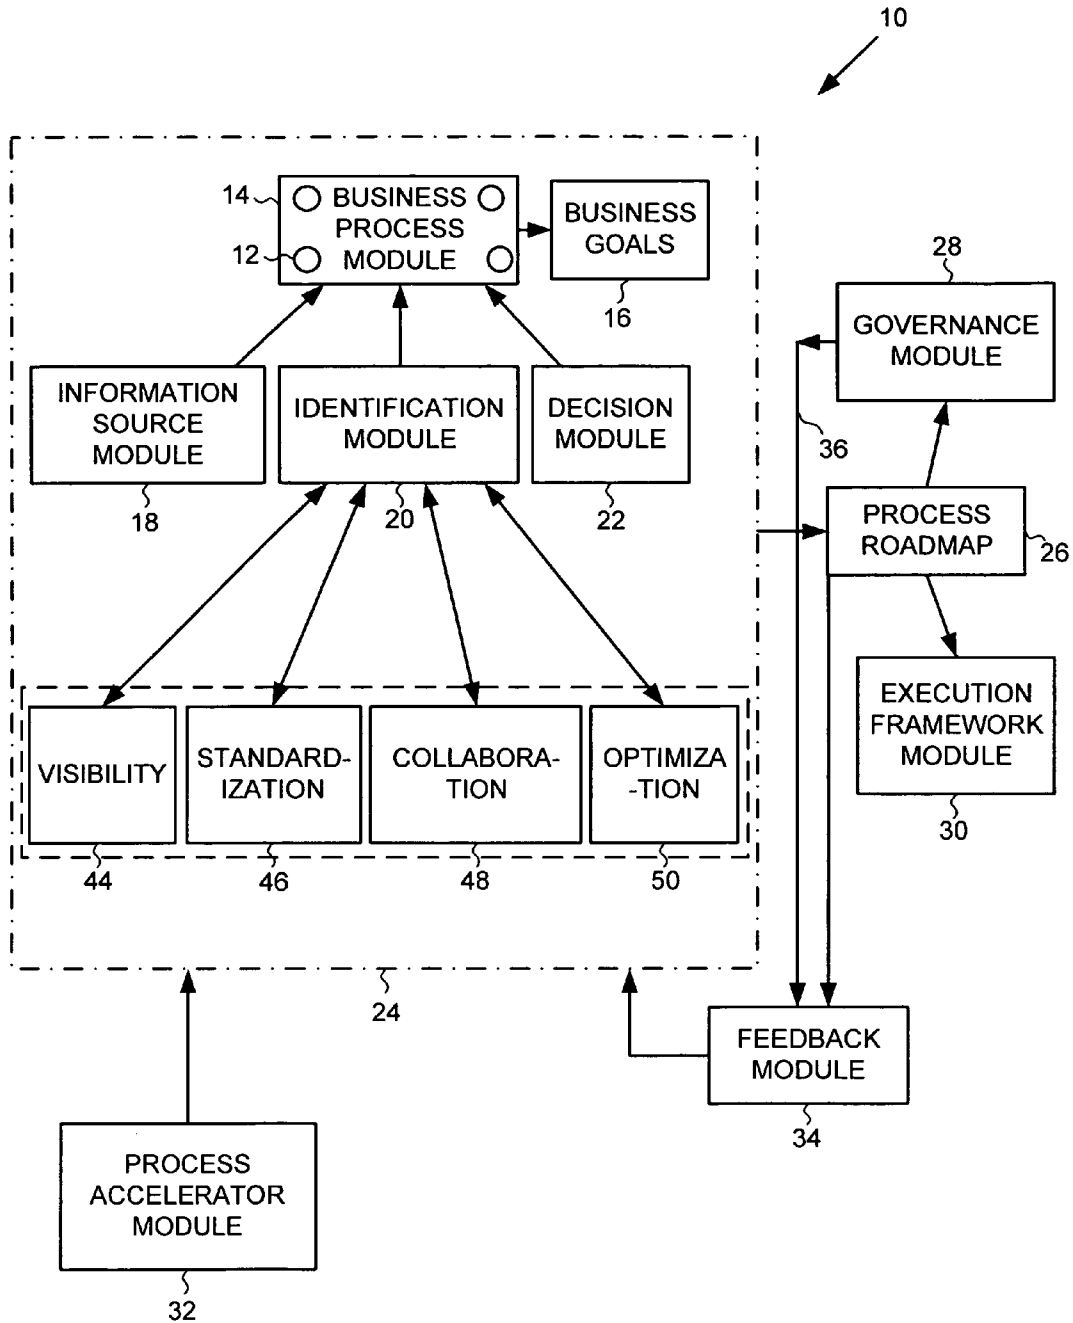 10
14
BUSINESS
PROCESS
MODULE
12
BUSINESS
GOALS
16
28
GOVERNANCE
MODULE
36
INFORMATION
SOURCE
MODULE
18
IDENTIFICATION
MODULE
20
DECISION
MODULE
22
PROCESS
ROADMAP
26
EXECUTION
FRAMEWORK
MODULE
30
VISIBILITY
44
STANDARD-
IZATION
46
COLLABORA-
TION
48
OPTIMIZA
-TION
50
24
FEEDBACK
MODULE
34
PROCESS
ACCELERATOR
MODULE
32